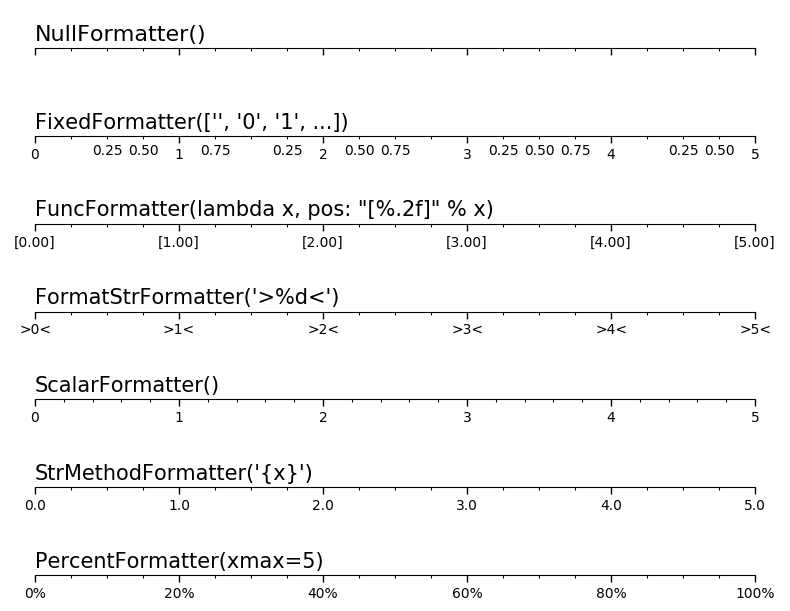 NullFormatter()
FixedFormatter(['', '0', '1', ...])
0 0.25 0.50 1 0.75 0.25 2 0.50 0.75 3 0.25 0.50 0.75 4 0.25 0.50 5
FuncFormatter(lambda x, pos: "[%.2f]" % x)
[0.00] [1.00] [2.00] [3.00] [4.00] [5.00]
FormatStrFormatter('>%d<')
>0< >1< >2< >3< >4< >5<
ScalarFormatter()
0 1 2 3 4 5
StrMethodFormatter('{x}')
0.0 1.0 2.0 3.0 4.0 5.0
PercentFormatter(xmax=5)
0% 20% 40% 60% 80% 100%